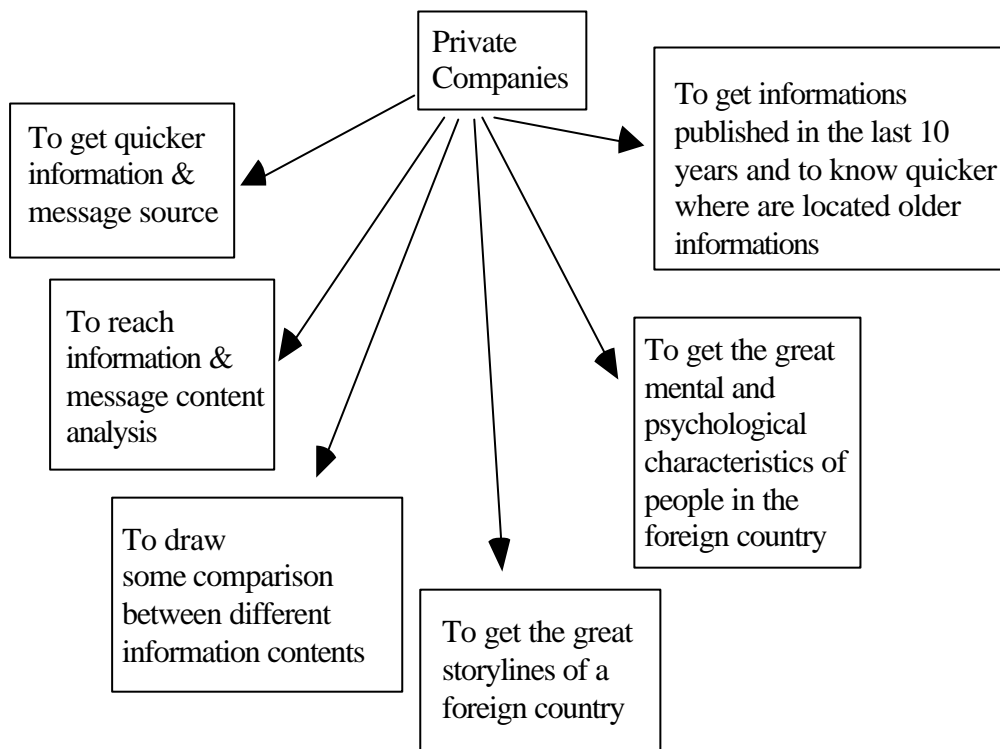 Private
Companies
To get quicker
information &
message source
To get informations
published in the last 10
years and to know quicker
where are located older
informations
To reach
information &
message content
analysis
To get the great
mental and
psychological
characteristics of
people in the
foreign country
To draw
some comparison
between different
information contents
To get the great
storylines of a
foreign country